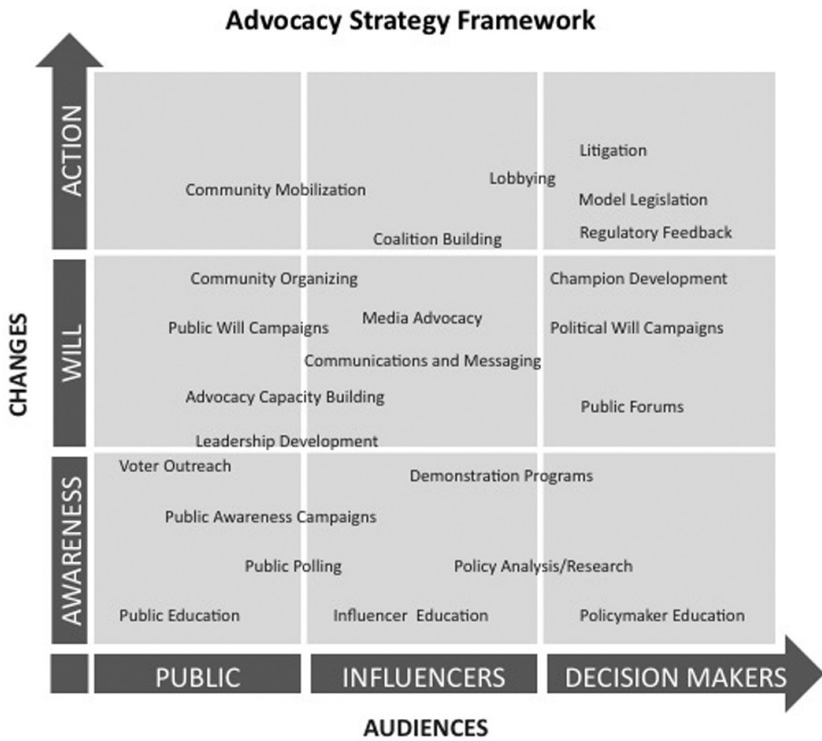 Advocacy Strategy Framework
CHANGES
ACTION
Litigation
Lobbying
Community Mobilization
Model Legislation
Regulatory Feedback
Coalition Building
WILL
Community Organizing
Champion Development
Media Advocacy
Public Will Campaigns
Political Will Campaigns
Communications and Messaging
Advocacy Capacity Building
Public Forums
Leadership Development
AWARENESS
Voter Outreach
Demonstration Programs
Public Awareness Campaigns
Public Polling
Policy Analysis/Research
Public Education
Influencer Education
Policymaker Education
PUBLIC
INFLUENCERS
DECISION MAKERS
AUDIENCES